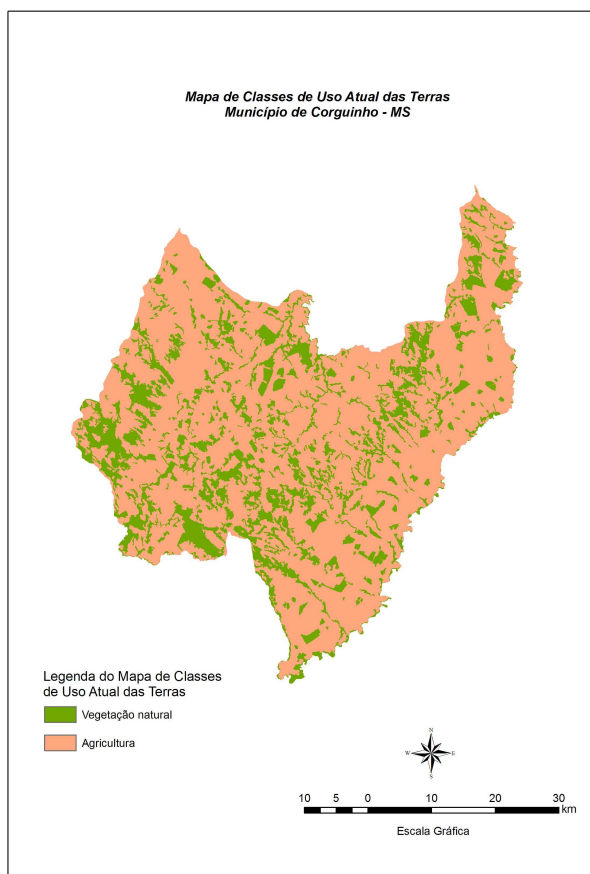 Mapa de Classes de Uso Atual das Terras
Município de Corguinho - MS
Legenda do Mapa de Classes
de Uso Atual das Terras
Vegetação natural
Agricultura
N
W E
S
10 5 0 10 20 30
km
Escala Gráfica